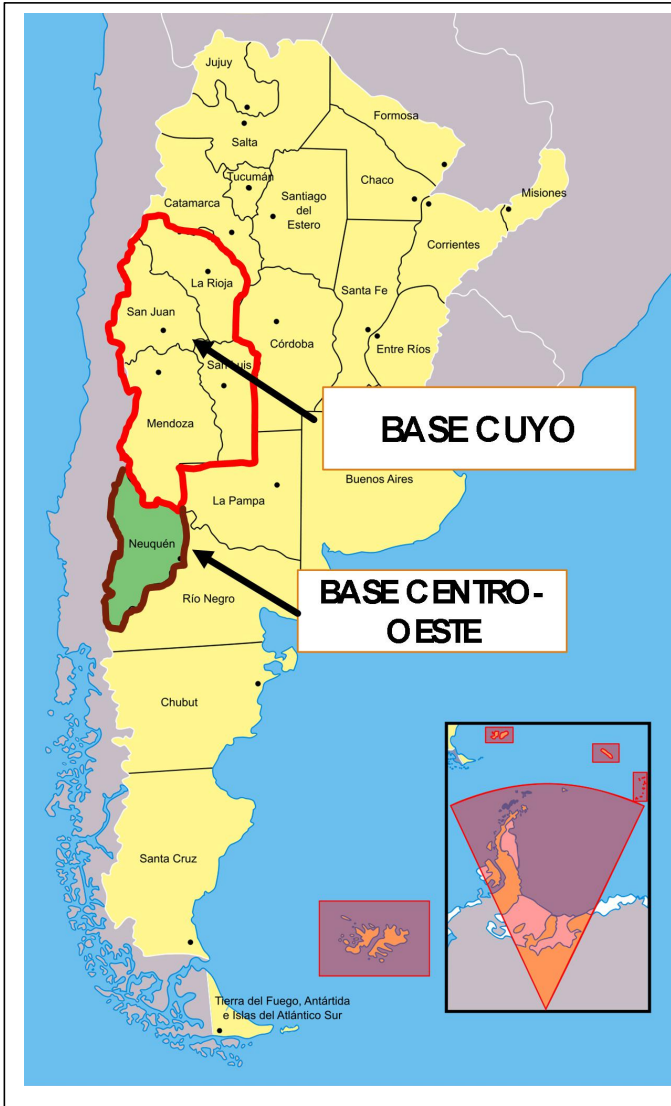 Jujuy
Formosa
Salta
Tucumán
Chaco
Misiones
Catamarca
Santiago
del
Estero
Corrientes
La Rioja
Santa Fe
San Juan
Córdoba
Entre Ríos
San Luis
Mendoza
BASE CUYO
Buenos Aires
La Pampa
Neuquén
BASE CENTRO-
OESTE
Río Negro
Chubut
Santa Cruz
Tierra del Fuego, Antártida
e Islas del Atlántico Sur